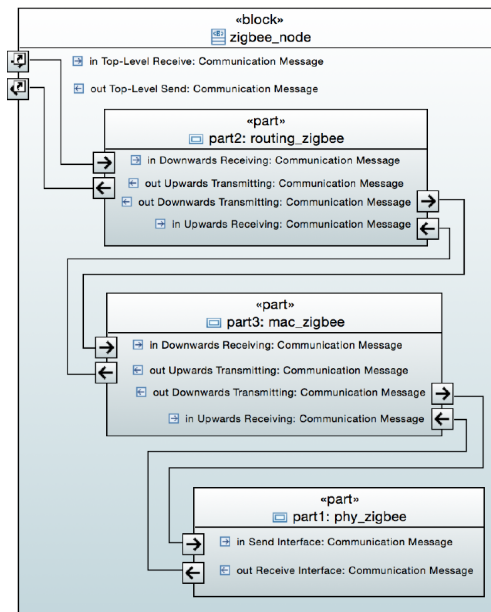 «block»
zigbee_node
in Top-Level Receive: Communication Message
out Top-Level Send: Communication Message
«part»
part2: routing_zigbee
in Downwards Receiving: Communication Message
out Upwards Transmitting: Communication Message
out Downwards Transmitting: Communication Message
in Upwards Receiving: Communication Message
«part»
part3: mac_zigbee
in Downwards Receiving: Communication Message
out Upwards Transmitting: Communication Message
out Downwards Transmitting: Communication Message
in Upwards Receiving: Communication Message
«part»
part1: phy_zigbee
in Send Interface: Communication Message
out Receive Interface: Communication Message